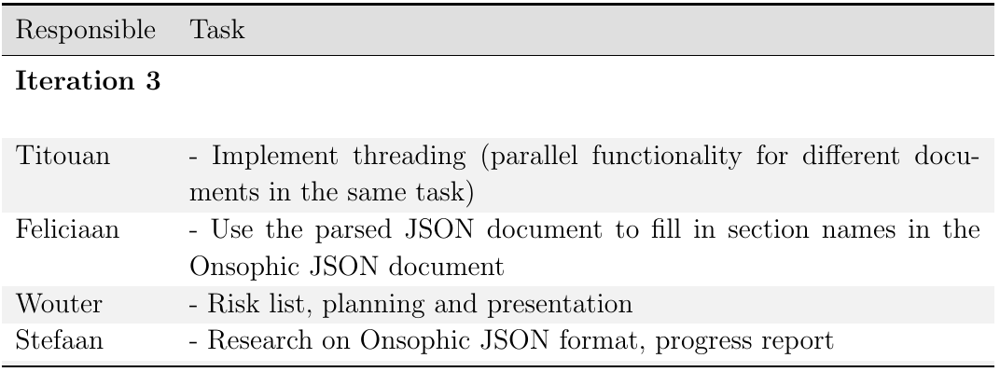 Responsible Task
Iteration 3
Titouan - Implement threading (parallel functionality for different docu-
ments in the same task)
Feliciaan - Use the parsed JSON document to fill in section names in the
Onsophic JSON document
Wouter - Risk list, planning and presentation
Stefaan - Research on Onsophic JSON format, progress report